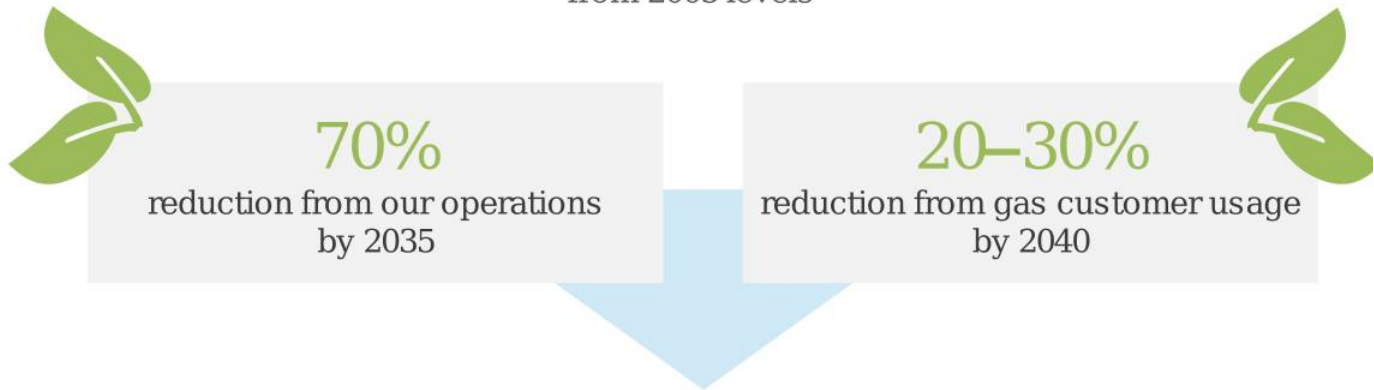 70%
reduction from our operations
by 2035
20–30%
reduction from gas customer usage
by 2040